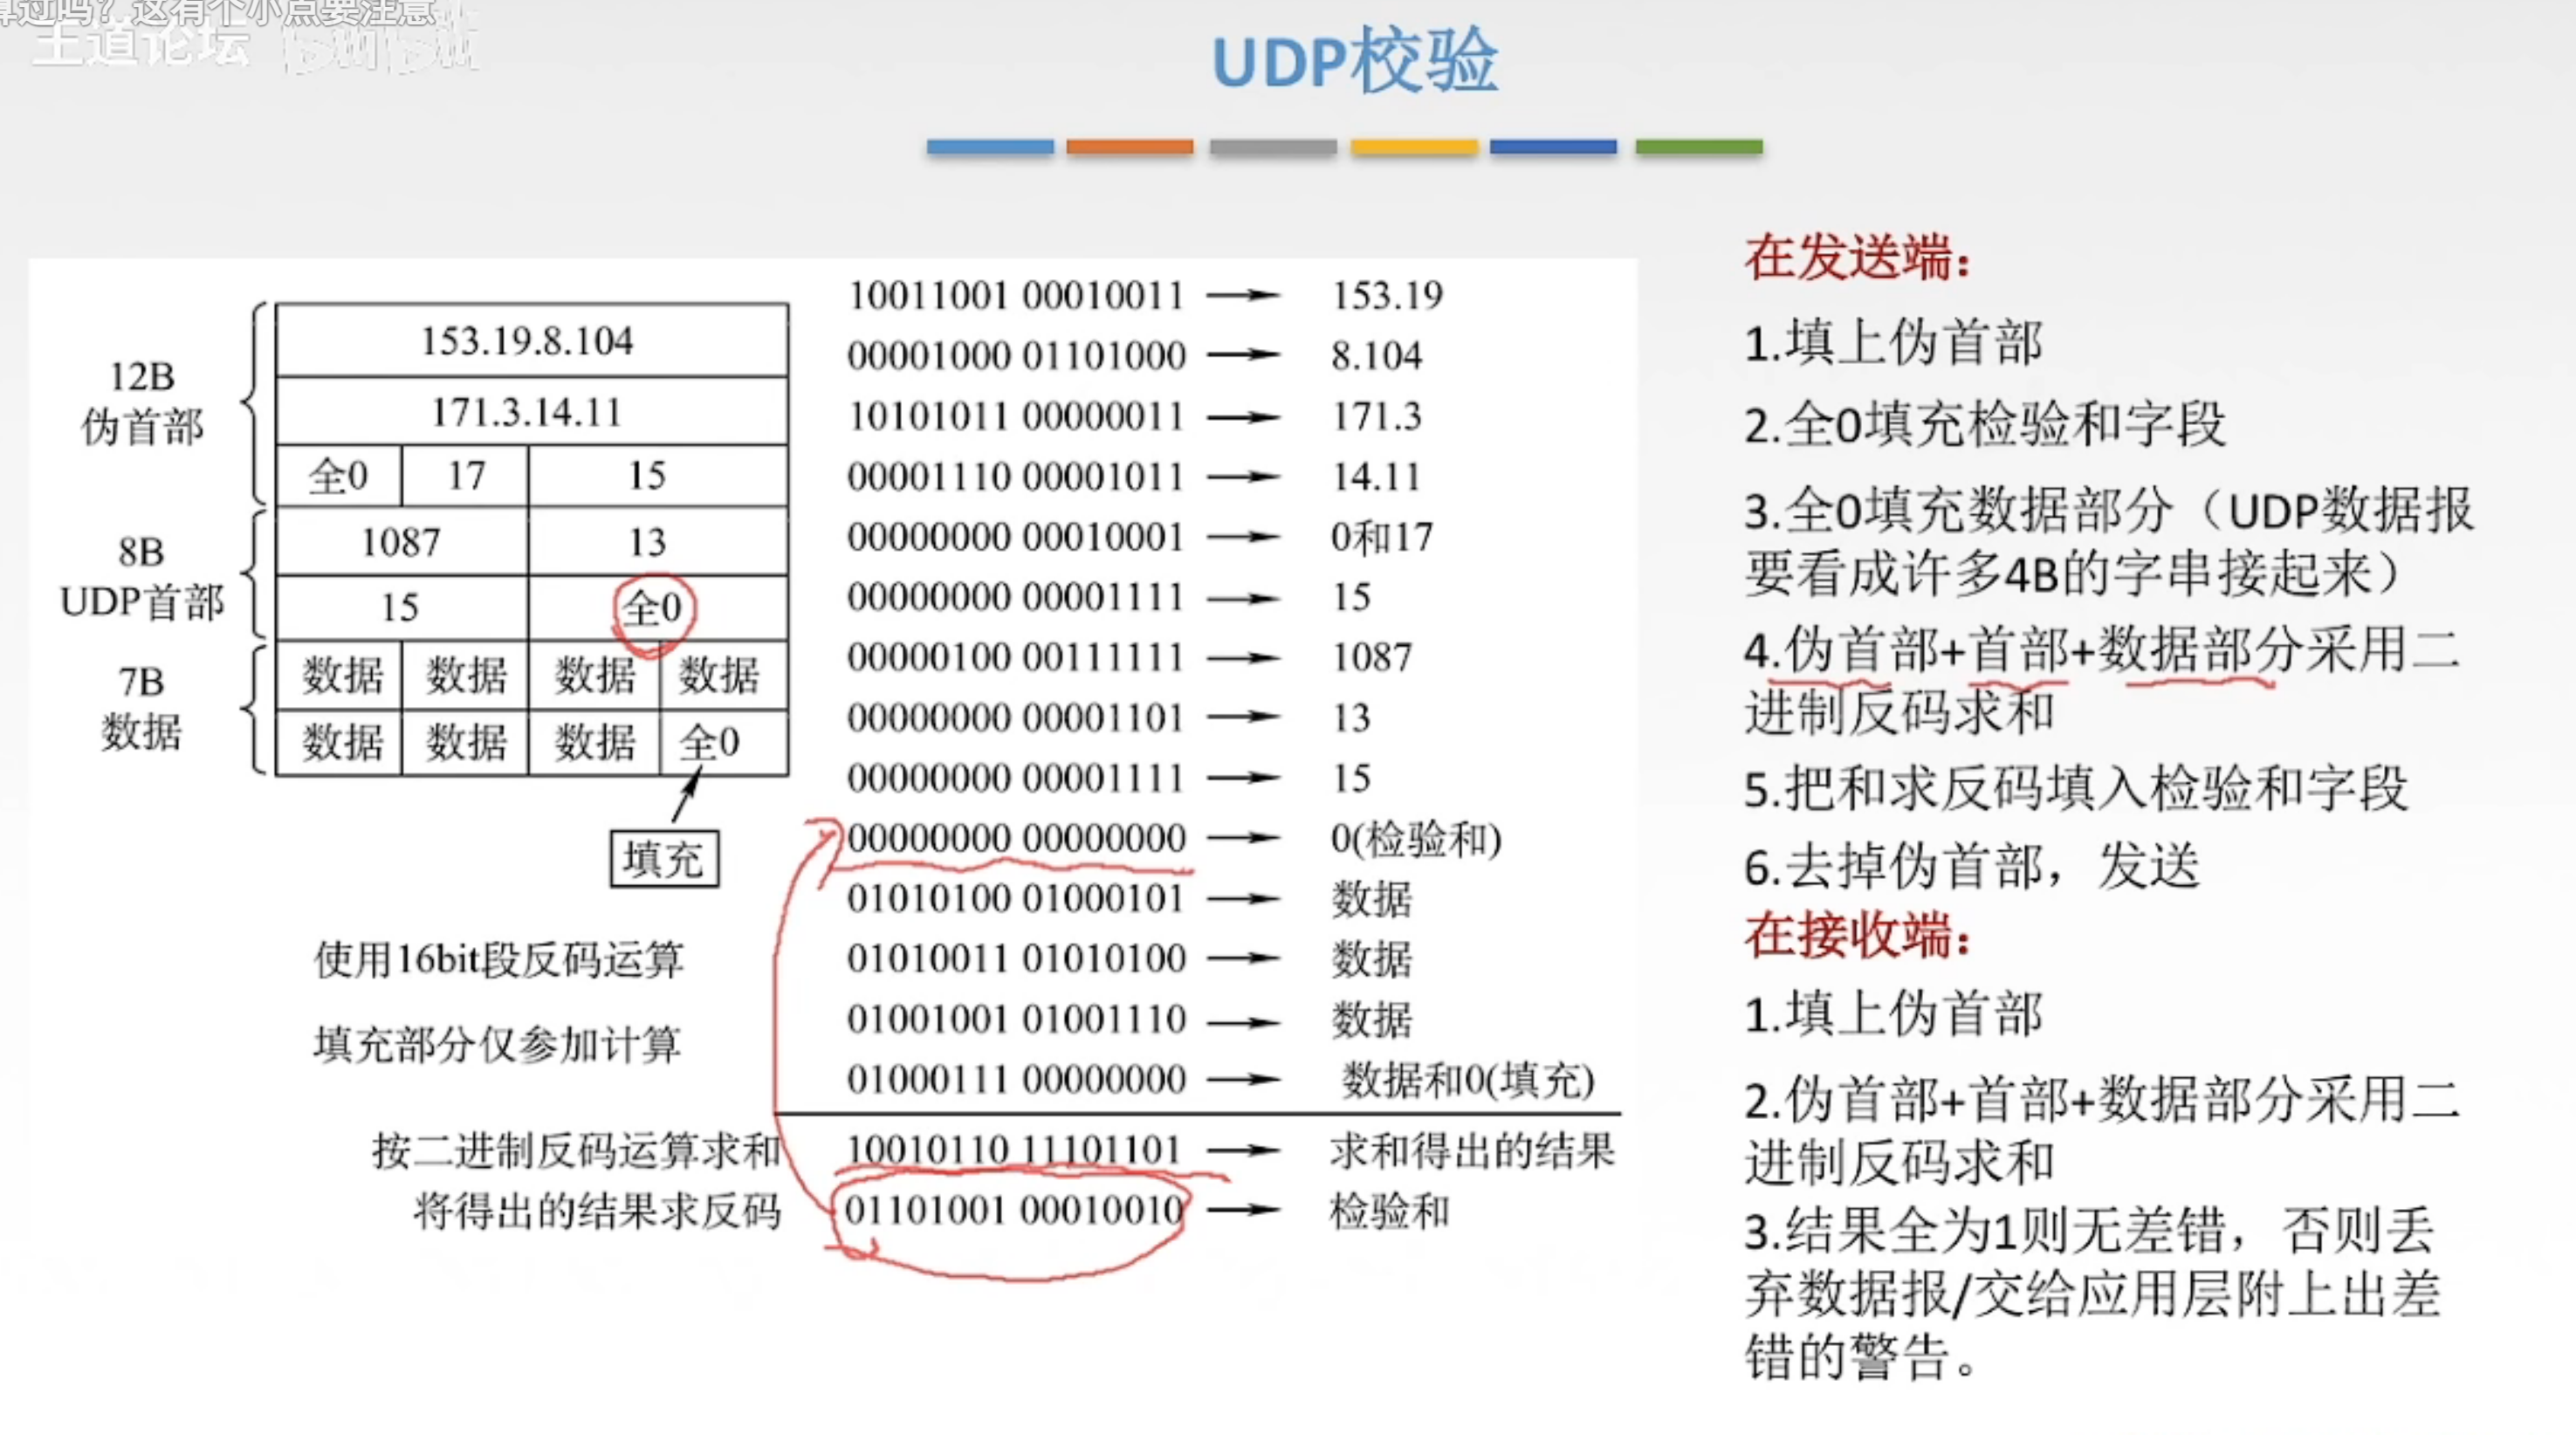 算过吗？这有个小点要注意
王道论坛
UDP校验
12B
伪首部
153.19.8.104
171.3.14.11
全0 17 15
8B
UDP首部
1087 13
15 全0
7B
数据
数据 数据 数据 数据
数据 数据 数据 全0
填充
使用16bit段反码运算
填充部分仅参加计算
10011001 00010011 → 153.19
00001000 01101000 → 8.104
10101011 00000011 → 171.3
00001110 00001011 → 14.11
00000000 00010001 → 0和17
00000000 00001111 → 15
00000100 00111111 → 1087
00000000 00001101 → 13
00000000 00001111 → 15
00000000 00000000 → 0(检验和)
01010100 01000101 → 数据
01010011 01010100 → 数据
01001001 01001110 → 数据
01000111 00000000 → 数据和0(填充)
按二进制反码运算求和 10010110 11101101 → 求和得出的结果
将得出的结果求反码 01101001 00010010 → 检验和
在发送端：
1.填上伪首部
2.全0填充检验和字段
3.全0填充数据部分（UDP数据报
要看成许多4B的字串接起来）
4.伪首部+首部+数据部分采用二
进制反码求和
5.把和求反码填入检验和字段
6.去掉伪首部，发送
在接收端：
1.填上伪首部
2.伪首部+首部+数据部分采用二
进制反码求和
3.结果全为1则无差错，否则丢
弃数据报/交给应用层附上出差
错的警告。